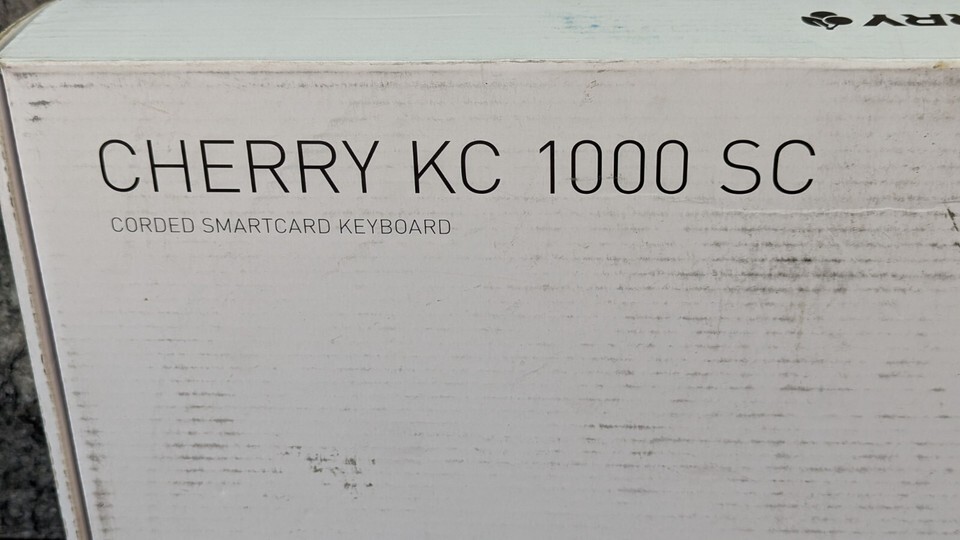 CHERRY KC 1000 SC
CORDED SMARTCARD KEYBOARD